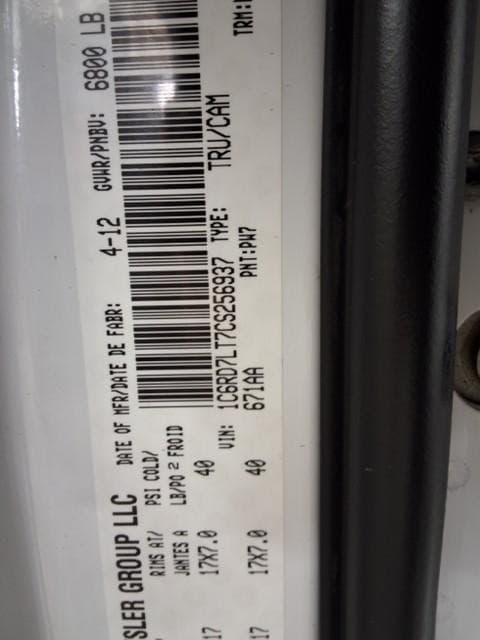 SLER GROUP LLC DATE OF MFR/DATE DE FABR: 4-12 GVWR/PNBV: 6800 LB
RIMS AT/ PSI COLD/
JANTES A LB/PO 2 FROID
17 17X7.0 40 VIN: 1C6RD7LT7CS256937 TYPE: TRU/CAM TRM:
671AA PNT:PW7
17 17X7.0 40